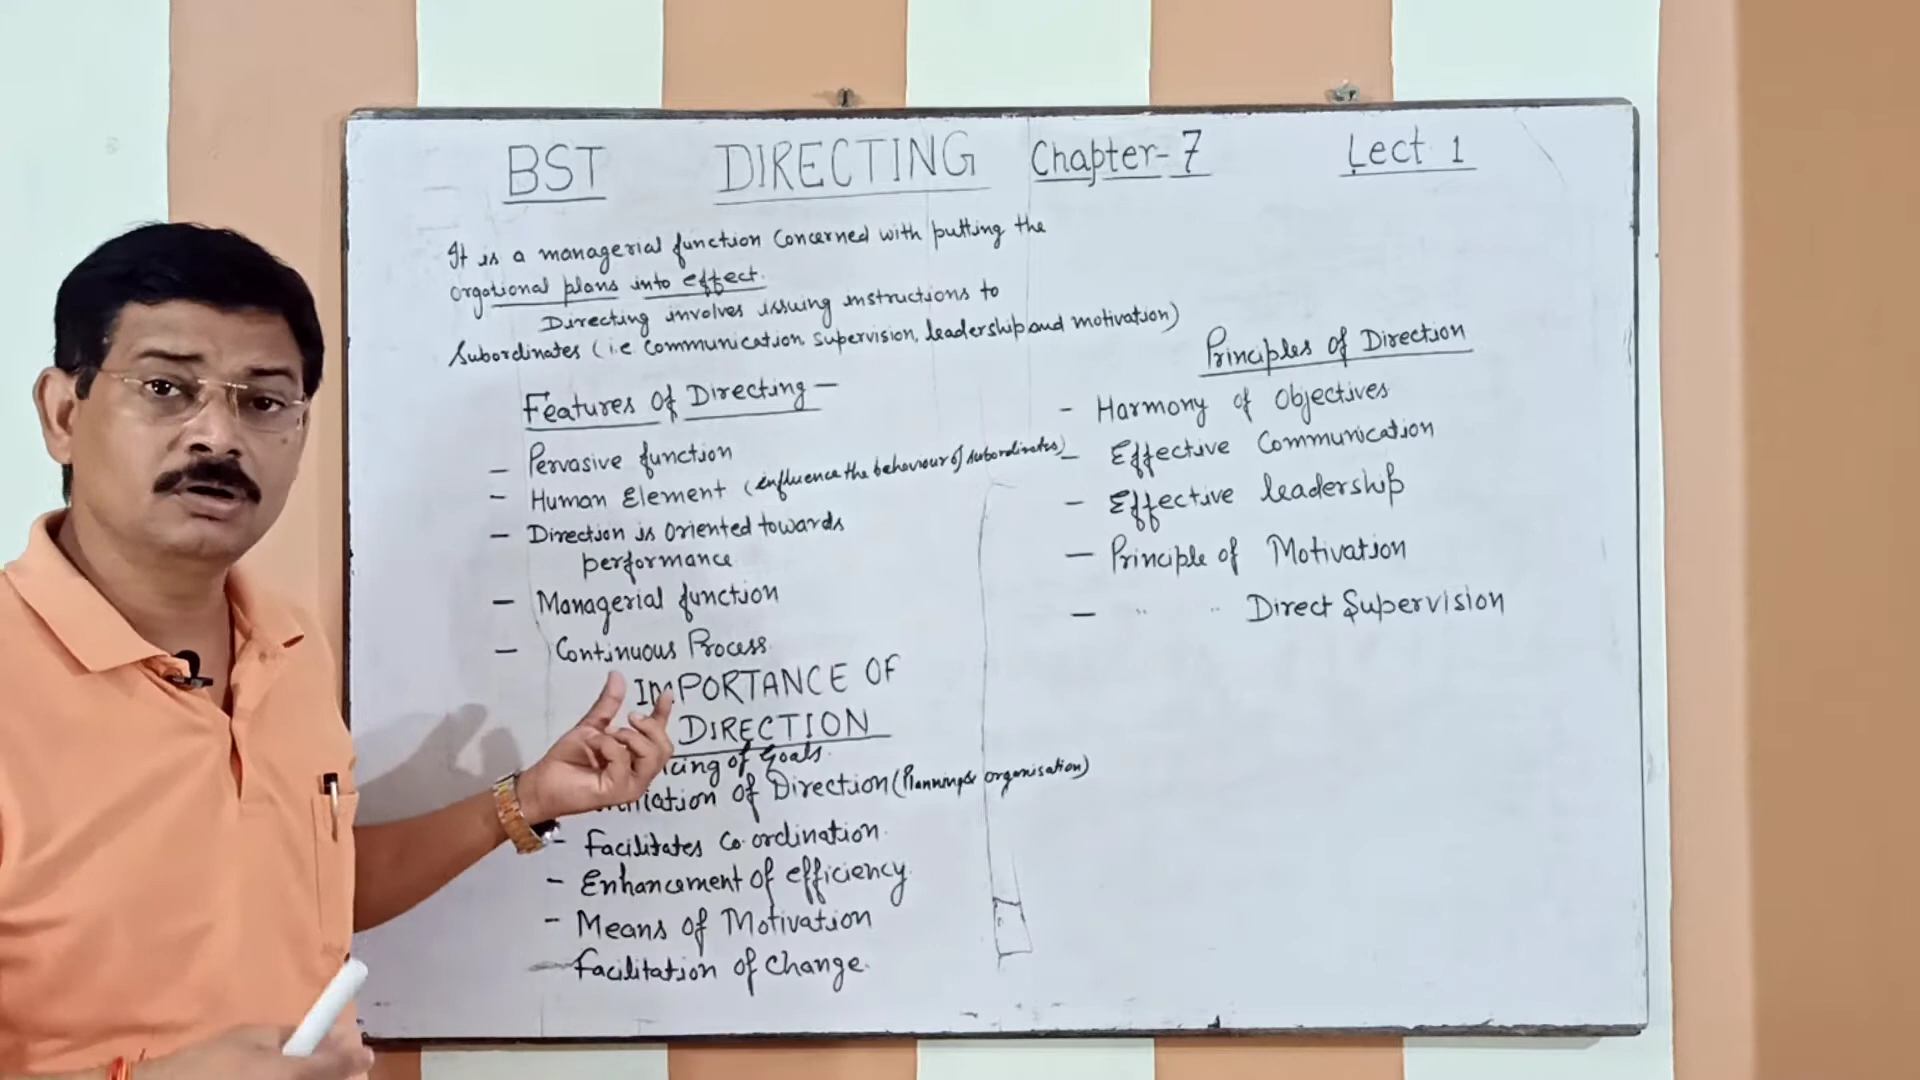 BST DIRECTING Chapter-7 Lect 1
It is a managerial function Concerned with putting the
orgational plans into effect.
Directing involves issuing instructions to
Subordinates (i.e communication, supervision, leadership and motivation)
Features Of Directing —
- Pervasive function
- Human Element (influence the behaviour of subordinates)
- Direction is oriented towards
performance
- Managerial function
- Continuous Process
IMPORTANCE OF
DIRECTION
of Goals.
of Direction (Planning & organisation)
- Facilitates Co-ordination
- Enhancement of efficiency
- Means of Motivation
- Facilitation of change.
Principles of Direction
- Harmony of Objectives
- Effective Communication
- Effective leadership
- Principle of Motivation
- " " Direct Supervision